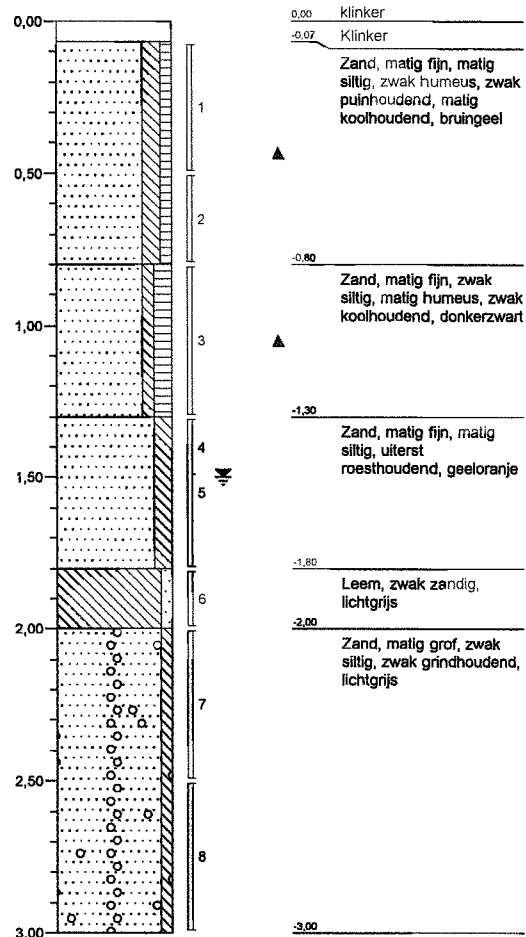 0,00
0,50
1,00
1,50
2,00
2,50
3,00
1
2
3
4
5
6
7
8
0,00 klinker
-0,07 Klinker
Zand, matig fijn, matig
siltig, zwak humeus, zwak
puinhoudend, matig
koolhoudend, bruingeel
-0,80
Zand, matig fijn, zwak
siltig, matig humeus, zwak
koolhoudend, donkerzwart
-1,30
Zand, matig fijn, matig
siltig, uiterst
roesthoudend, geeloranje
-1,80
Leem, zwak zandig,
lichtgrijs
-2,00
Zand, matig grof, zwak
siltig, zwak grindhoudend,
lichtgrijs
-3,00